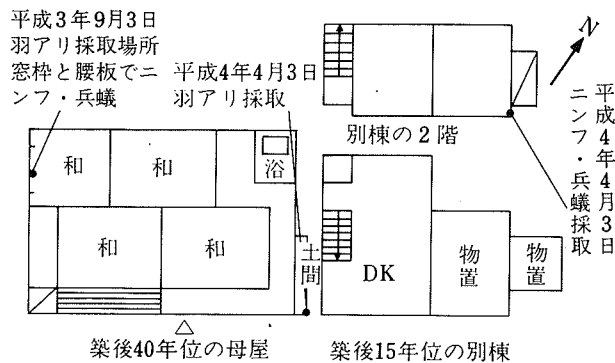 平成3年9月3日
羽アリ採取場所
窓枠と腰板でニ
ンフ・兵蟻
平成4年4月3日
羽アリ採取
N
別棟の2階
平成4年4月3日
ニンフ・兵蟻採取
和
和
浴
和
和
土間
DK
物置
物置
築後40年位の母屋
築後15年位の別棟